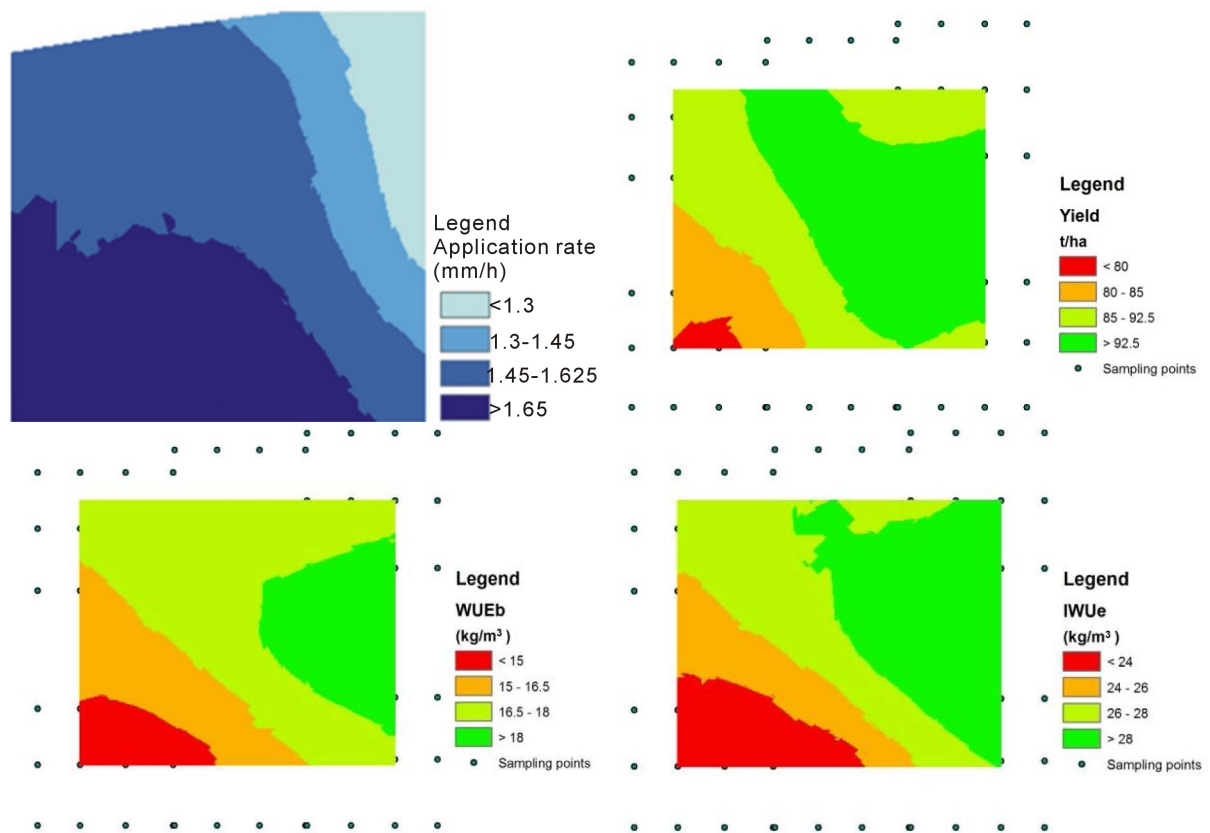 Legend
Application rate
(mm/h)
<1.3
1.3-1.45
1.45-1.625
>1.65
Legend
Yield
t/ha
< 80
80 - 85
85 - 92.5
> 92.5
Sampling points
Legend
WUEb
(kg/m³ )
< 15
15 - 16.5
16.5 - 18
> 18
Sampling points
Legend
IWUe
(kg/m³ )
< 24
24 - 26
26 - 28
> 28
Sampling points